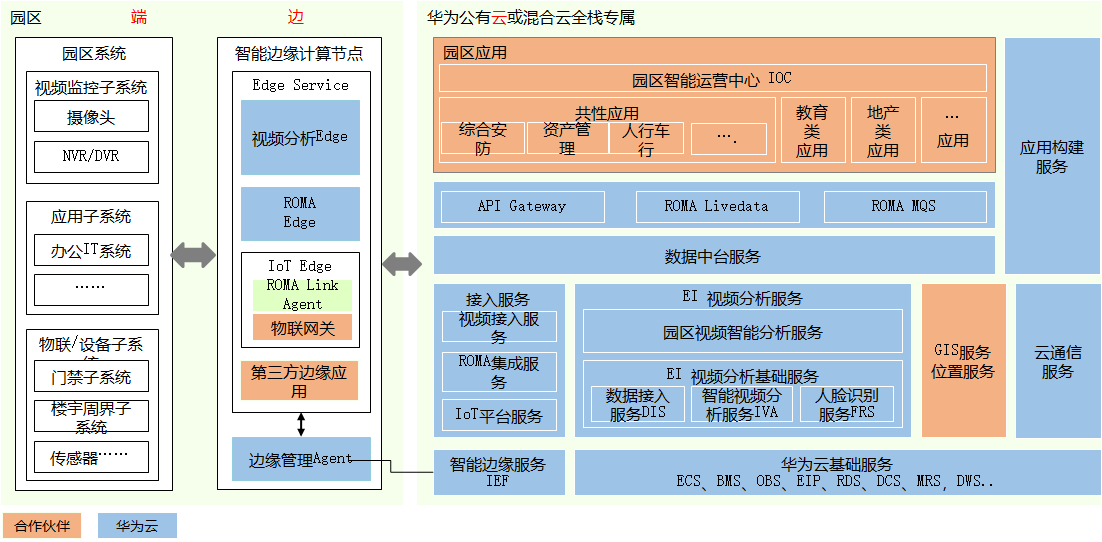 园区
端
边
华为公有云或混合云全栈专属
园区系统
视频监控子系统
摄像头
NVR/DVR
应用子系统
办公IT系统
……
物联/设备子系
统
门禁子系统
楼宇周界子
系统
传感器……
智能边缘计算节点
Edge Service
视频分析Edge
ROMA
Edge
IoT Edge
ROMA Link
Agent
物联网关
第三方边缘应
用
边缘管理Agent
园区应用
园区智能运营中心 IOC
共性应用
综合安
防
资产管
理
人行车
行
….
教育
类
应用
地产
类
应用
…
应用
应用构建
服务
API Gateway
ROMA Livedata
ROMA MQS
数据中台服务
接入服务
视频接入服
务
ROMA集成服
务
IoT平台服务
EI 视频分析服务
园区视频智能分析服务
EI 视频分析基础服务
数据接入
服务DIS
智能视频分
析服务IVA
人脸识别
服务FRS
GIS服务
位置服务
云通信
服务
智能边缘服务
IEF
华为云基础服务
ECS、BMS、OBS、EIP、RDS、DCS、MRS, DWS..
合作伙伴
华为云